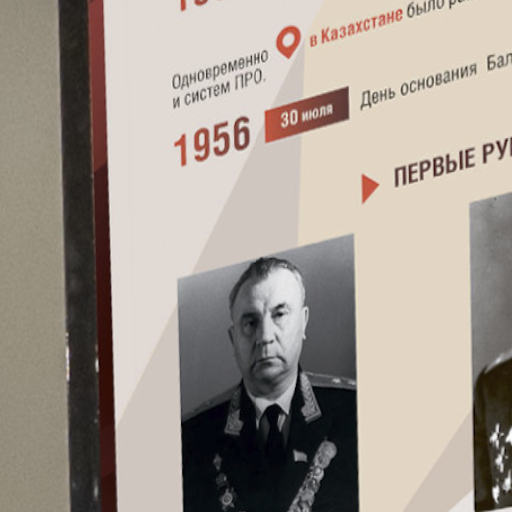 в Казахстане было
Одновременно
и систем ПРО.
1956 30 июля День основания
ПЕРВЫЕ